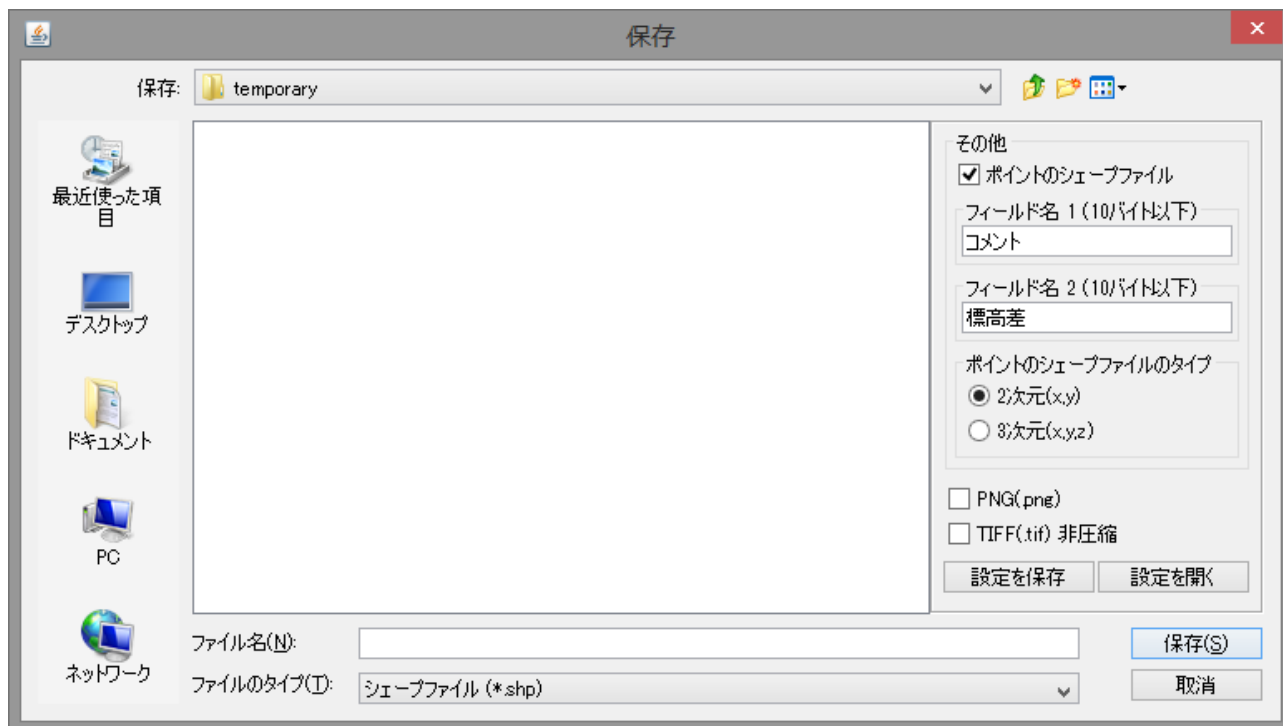 保存
保存:
temporary
最近使った項
目
デスクトップ
ドキュメント
PC
ネットワーク
その他
ポイントのシェープファイル
フィールド名 1 (10バイト以下)
コメント
フィールド名 2 (10バイト以下)
標高差
ポイントのシェープファイルのタイプ
2次元(x,y)
3次元(x,y,z)
PNG(.png)
TIFF(.tif) 非圧縮
設定を保存
設定を開く
ファイル名(N):
保存(S)
ファイルのタイプ(T):
シェープファイル (*.shp)
取消